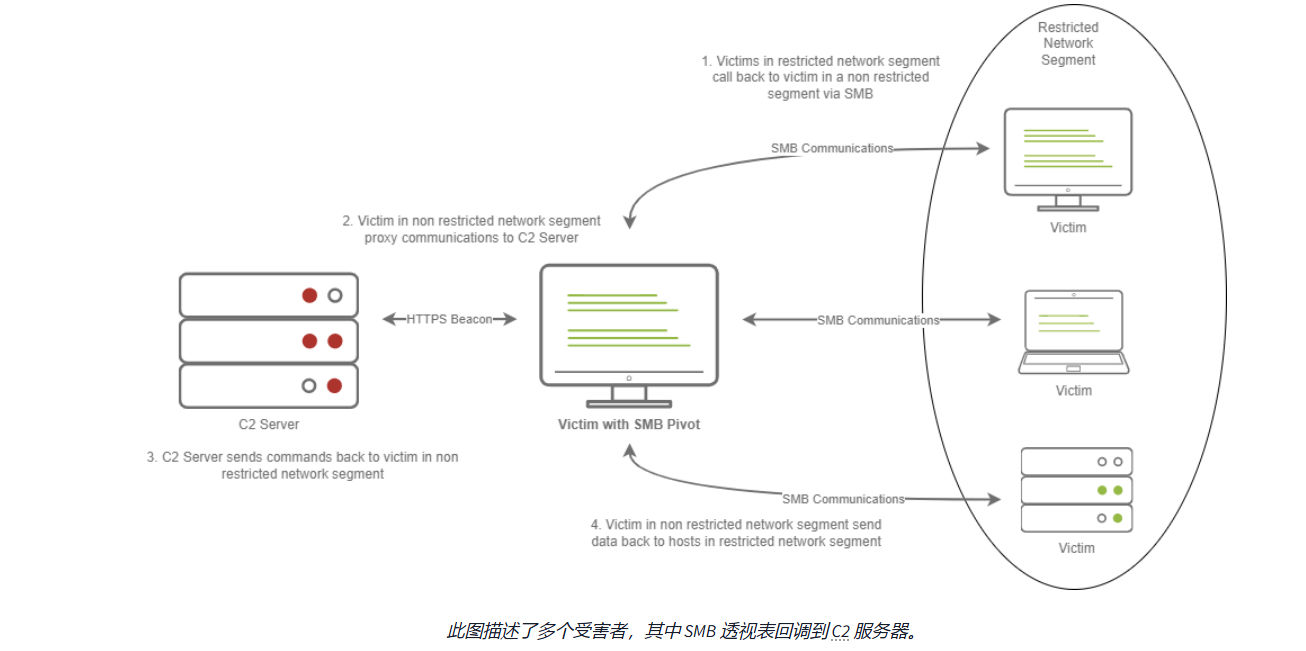 Restricted
Network
Segment
1. Victims in restricted network segment
call back to victim in a non restricted
segment via SMB
SMB Communications
Victim
2. Victim in non restricted network segment
proxy communications to C2 Server
HTTPS Beacon
SMB Communications
Victim
C2 Server
Victim with SMB Pivot
3. C2 Server sends commands back to victim in non
restricted network segment
SMB Communications
4. Victim in non restricted network segment send
data back to hosts in restricted network segment
Victim
此图描述了多个受害者，其中 SMB 透视表回调到 C2 服务器。